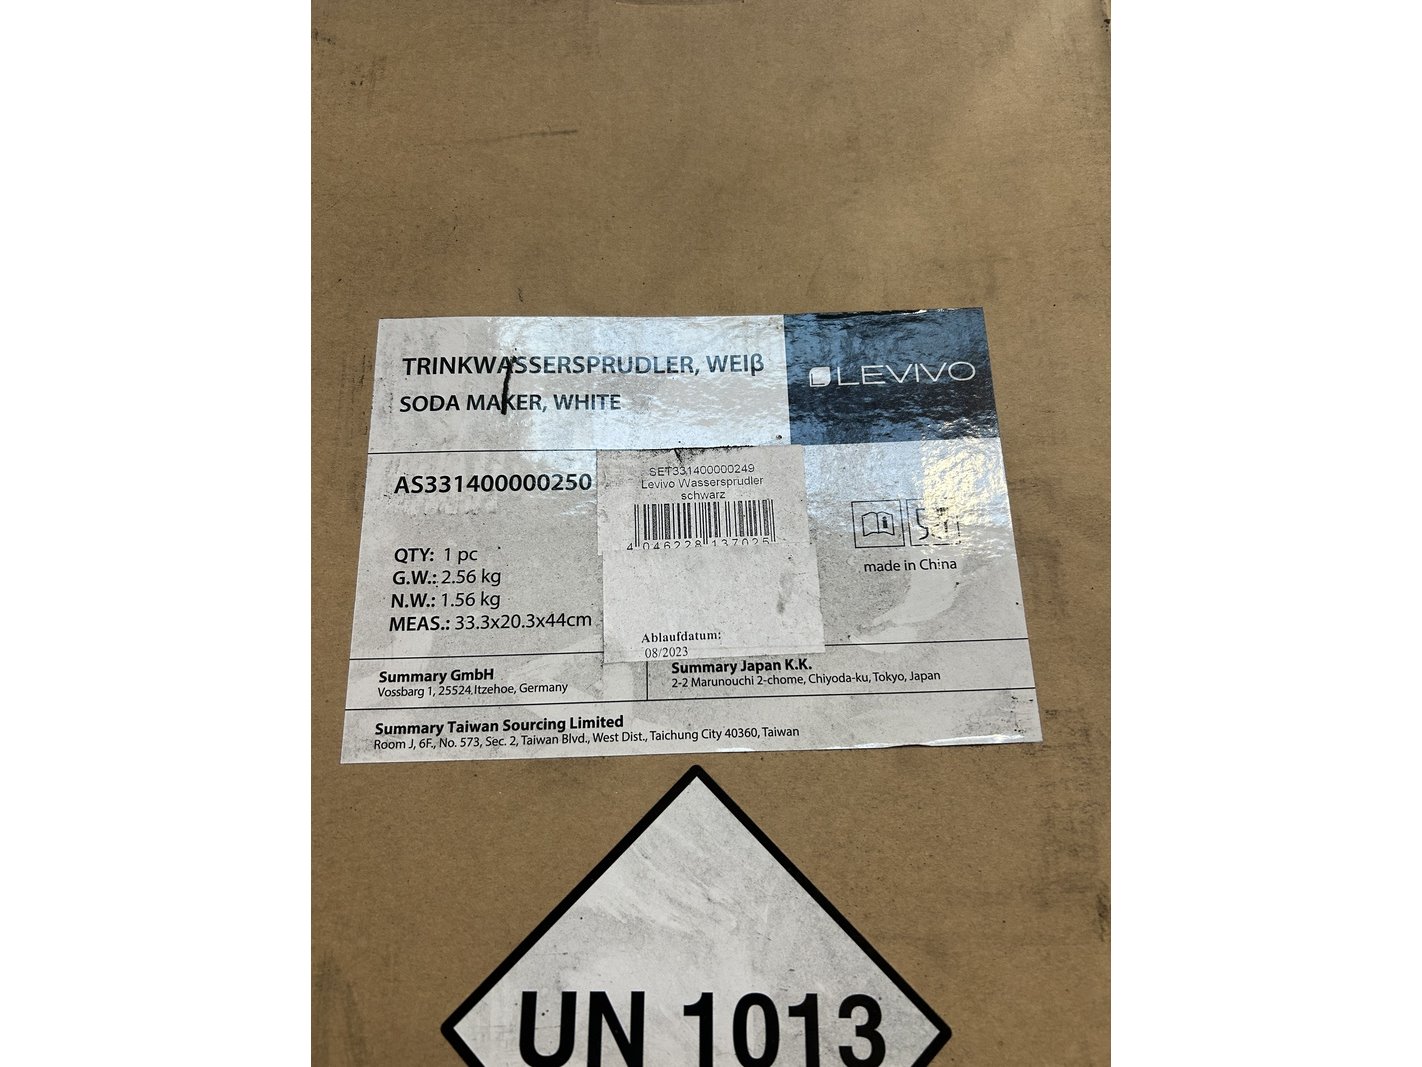 TRINKWASSERSPRUDLER, WEIβ
SODA MAKER, WHITE
LEVIVO
AS331400000250
SET331400000249
Levivo Wassersprudler
schwarz
4 046228 137025
QTY: 1 pc
G.W.: 2.56 kg
N.W.: 1.56 kg
MEAS.: 33.3x20.3x44cm
made in China
Ablaufdatum:
08/2023
Summary GmbH
Vossbarg 1, 25524 Itzehoe, Germany
Summary Japan K.K.
2-2 Marunouchi 2-chome, Chiyoda-ku, Tokyo, Japan
Summary Taiwan Sourcing Limited
Room J, 6F., No. 573, Sec. 2, Taiwan Blvd., West Dist., Taichung City 40360, Taiwan
UN 1013